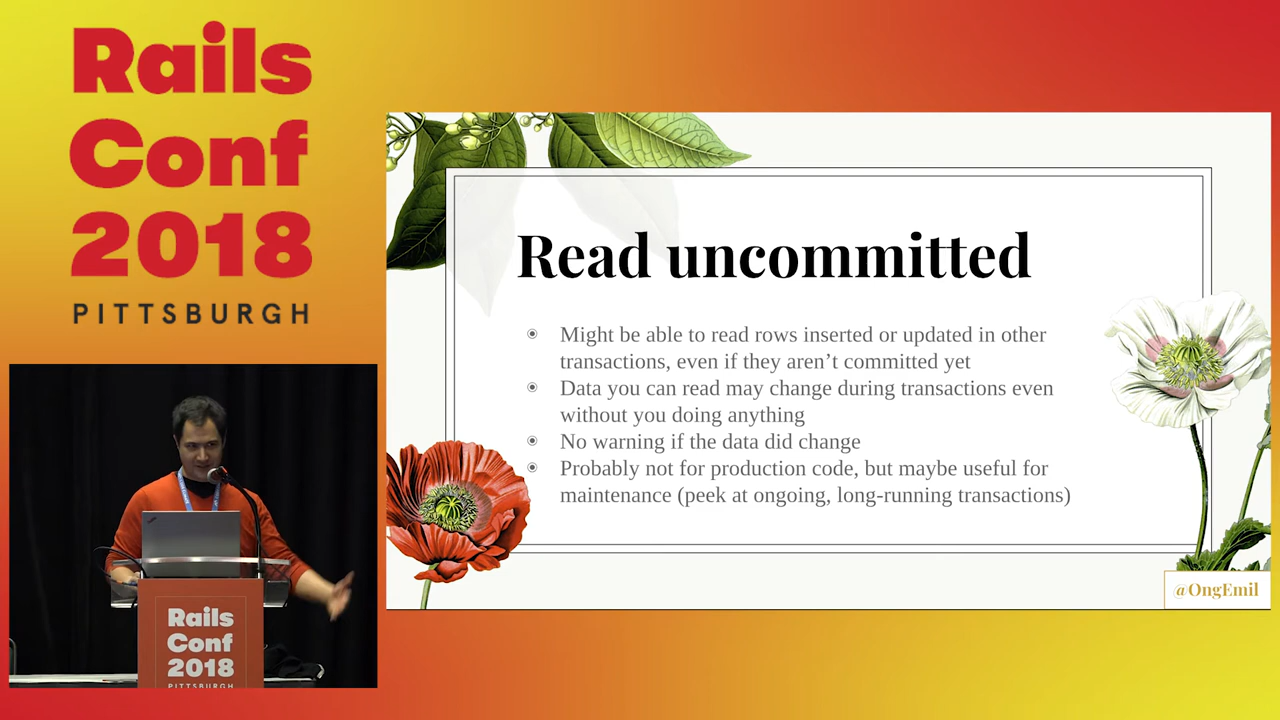 Rails
Conf
2018
PITTSBURGH
Read uncommitted
Might be able to read rows inserted or updated in other
transactions, even if they aren’t committed yet
Data you can read may change during transactions even
without you doing anything
No warning if the data did change
Probably not for production code, but maybe useful for
maintenance (peek at ongoing, long-running transactions)
@OngEmil
Rails
Conf
2018
PITTSBURGH